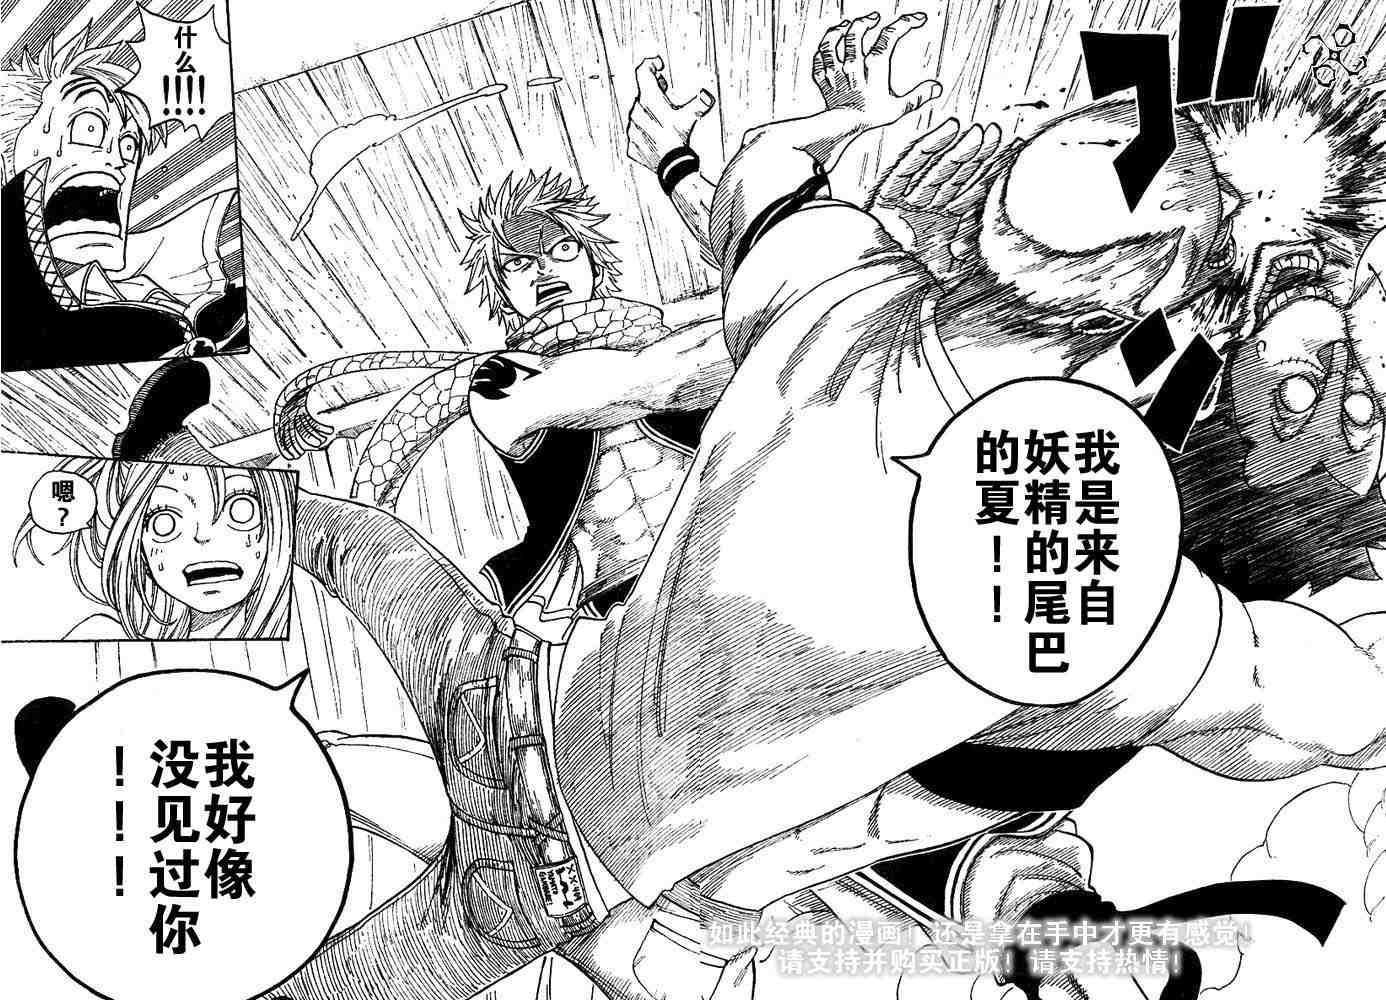 我是来自
妖精的尾巴
的夏！！
什么
！！！！
嗯？
我好像
没见过你
！！！
如此经典的漫画！还是拿在手中才更有感觉！
请支持并购买正版！请支持热情！